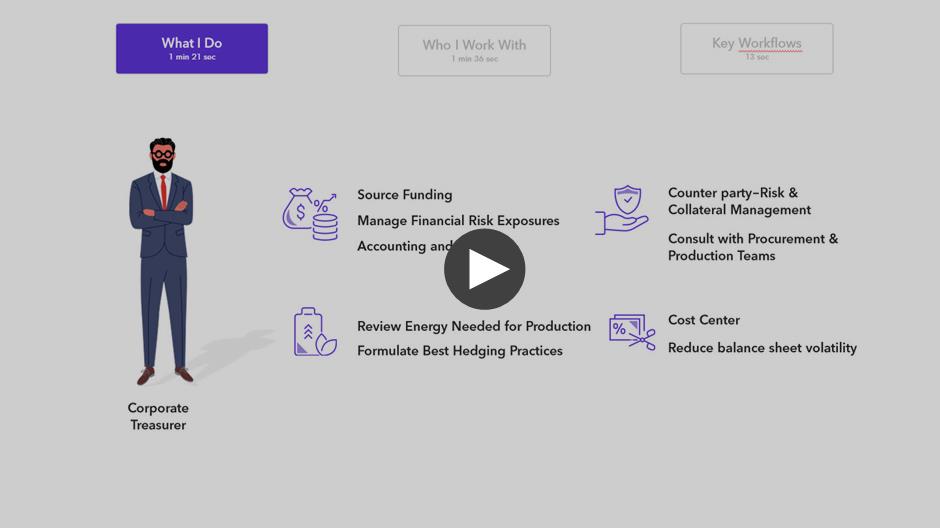 What I Do
1 min 21 sec
Who I Work With
1 min 36 sec
Key Workflows
13 sec
Source Funding
Manage Financial Risk Exposures
Accounting and
Counter party–Risk &
Collateral Management
Consult with Procurement &
Production Teams
Review Energy Needed for Production
Formulate Best Hedging Practices
Cost Center
Reduce balance sheet volatility
Corporate
Treasurer